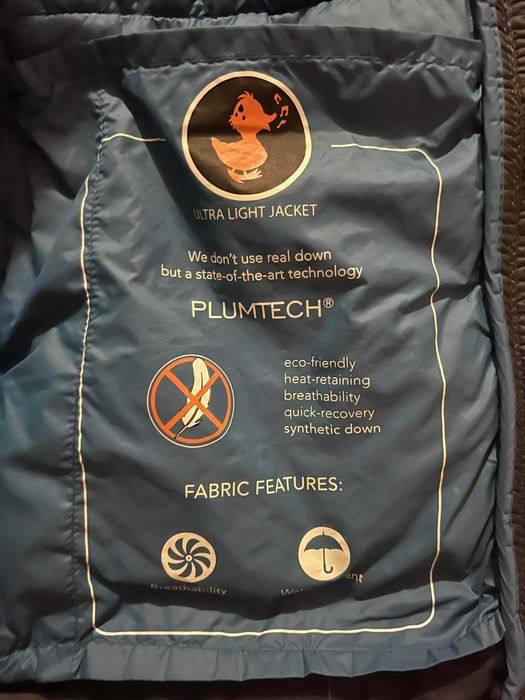 ULTRA LIGHT JACKET
We don't use real down
but a state-of-the-art technology
PLUMTECH®
eco-friendly
heat-retaining
breathability
quick-recovery
synthetic down
FABRIC FEATURES:
Breathability